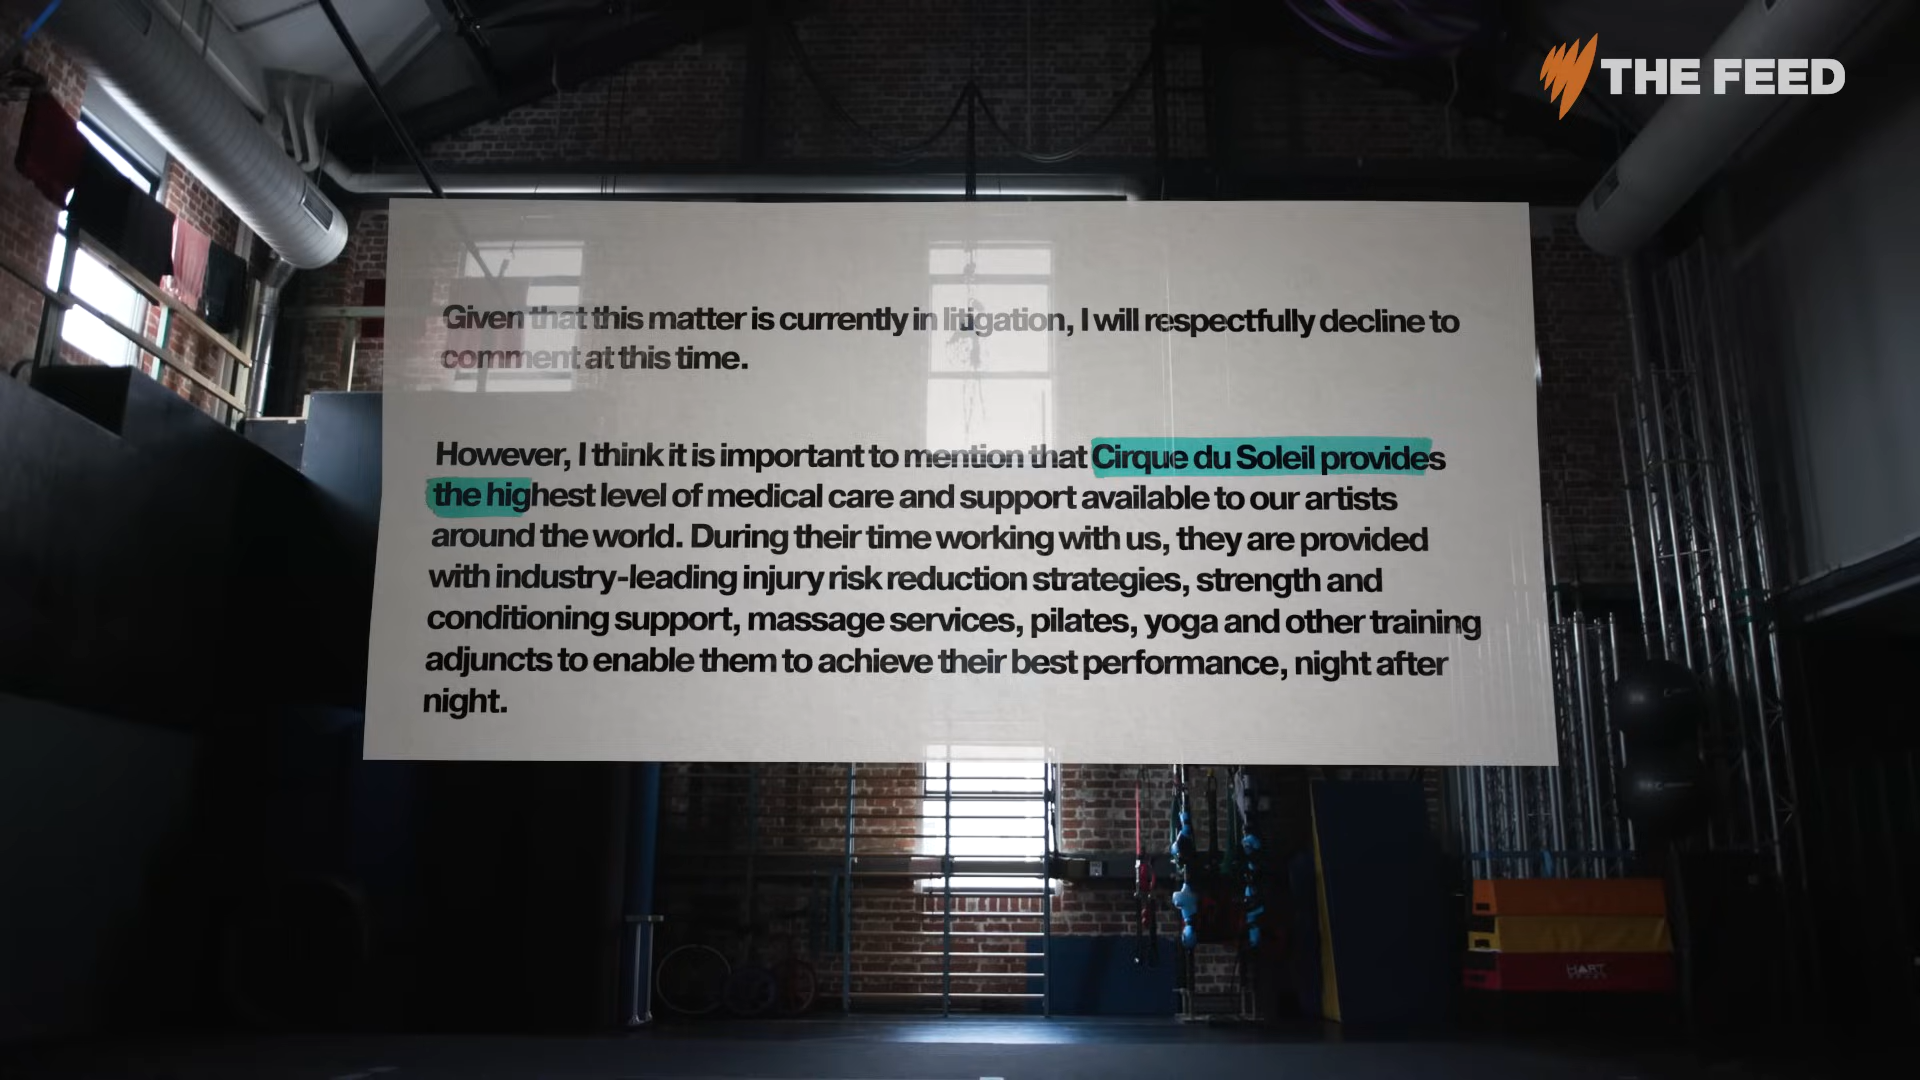 THE FEED
Given that this matter is currently in litigation, I will respectfully decline to
comment at this time.
However, I think it is important to mention that Cirque du Soleil provides
the highest level of medical care and support available to our artists
around the world. During their time working with us, they are provided
with industry-leading injury risk reduction strategies, strength and
conditioning support, massage services, pilates, yoga and other training
adjuncts to enable them to achieve their best performance, night after
night.
HART